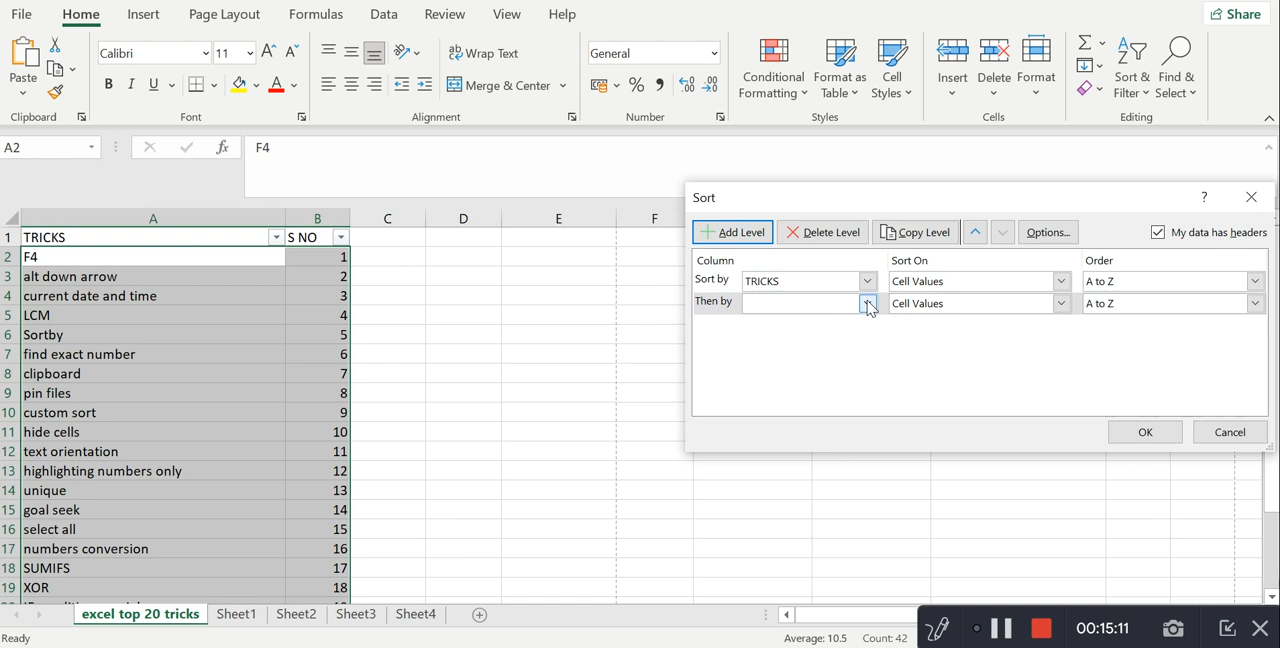 File Home Insert Page Layout Formulas Data Review View Help Share
Paste
Clipboard
Calibri 11
B I U A
Font
Wrap Text
Merge & Center
Alignment
General
% ,
Number
Conditional Formatting
Format as Table
Cell Styles
Styles
Insert Delete Format
Cells
Sort & Filter
Find & Select
Editing
A2 fx F4
Sort ?
Add Level Delete Level Copy Level Options... My data has headers
Column Sort On Order
Sort by TRICKS Cell Values A to Z
Then by Cell Values A to Z
OK Cancel
A B C D E F
1 TRICKS S NO
2 F4 1
3 alt down arrow 2
4 current date and time 3
5 LCM 4
6 Sortby 5
7 find exact number 6
8 clipboard 7
9 pin files 8
10 custom sort 9
11 hide cells 10
12 text orientation 11
13 highlighting numbers only 12
14 unique 13
15 goal seek 14
16 select all 15
17 numbers conversion 16
18 SUMIFS 17
19 XOR 18
excel top 20 tricks Sheet1 Sheet2 Sheet3 Sheet4
Ready Average: 10.5 Count: 42
00:15:11